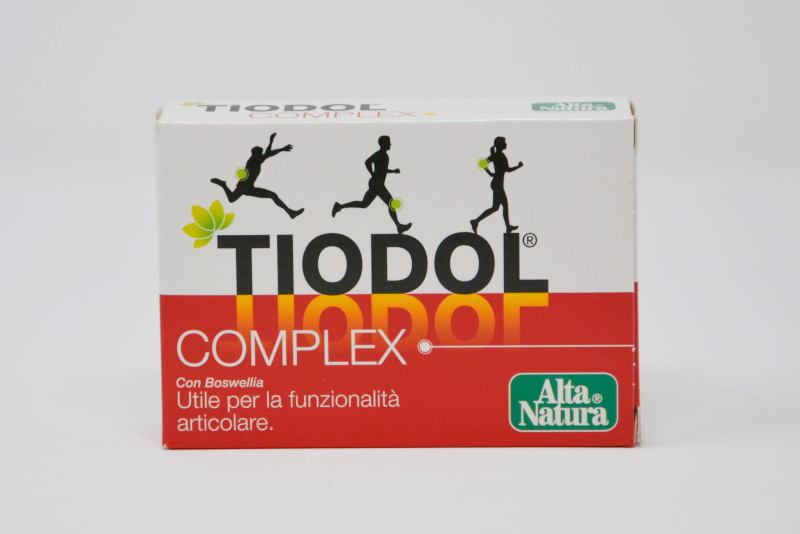 TIODOL®
COMPLEX
Alta®
Natura
TIODOL®
COMPLEX
Con Boswellia
Utile per la funzionalità
articolare.
Alta®
Natura